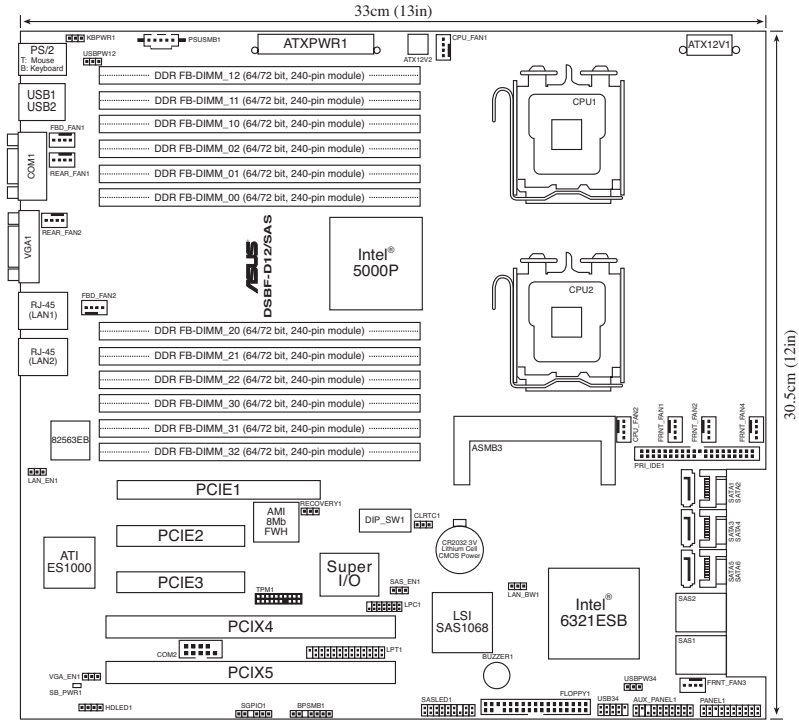 33cm (13in)
KBPWR1
PSUSMB1
ATXPWR1
ATX12V2
CPU_FAN1
ATX12V1
PS/2
T: Mouse
B: Keyboard
USBPW12
DDR FB-DIMM_12 (64/72 bit, 240-pin module)
DDR FB-DIMM_11 (64/72 bit, 240-pin module)
DDR FB-DIMM_10 (64/72 bit, 240-pin module)
DDR FB-DIMM_02 (64/72 bit, 240-pin module)
DDR FB-DIMM_01 (64/72 bit, 240-pin module)
DDR FB-DIMM_00 (64/72 bit, 240-pin module)
CPU1
USB1
USB2
FBD_FAN1
COM1
REAR_FAN1
VGA1
REAR_FAN2
ASUS
DSBF-D12/SAS
Intel®
5000P
CPU2
RJ-45
(LAN1)
FBD_FAN2
RJ-45
(LAN2)
DDR FB-DIMM_20 (64/72 bit, 240-pin module)
DDR FB-DIMM_21 (64/72 bit, 240-pin module)
DDR FB-DIMM_22 (64/72 bit, 240-pin module)
DDR FB-DIMM_30 (64/72 bit, 240-pin module)
DDR FB-DIMM_31 (64/72 bit, 240-pin module)
DDR FB-DIMM_32 (64/72 bit, 240-pin module)
30.5cm (12in)
82563EB
LAN_EN1
ASMB3
CPU_FAN2
FRNT_FAN1
FRNT_FAN2
FRNT_FAN4
PRI_IDE1
PCIE1
RECOVERY1
AMI
8Mb
FWH
DIP_SW1
CLRTC1
CR2032 3V
Lithium Cell
CMOS Power
SATA1
SATA2
SATA3
SATA4
SATA5
SATA6
PCIE2
ATI
ES1000
PCIE3
Super
I/O
TPM1
SAS_EN1
LPC1
LAN_BW1
LSI
SAS1068
Intel®
6321ESB
SAS2
SAS1
PCIX4
COM2
LPT1
BUZZER1
PCIX5
VGA_EN1
SB_PWR1
HDLED1
SGPIO1
BPSMB1
SASLED1
FLOPPY1
USB34
USBPW34
AUX_PANEL1
FRNT_FAN3
PANEL1